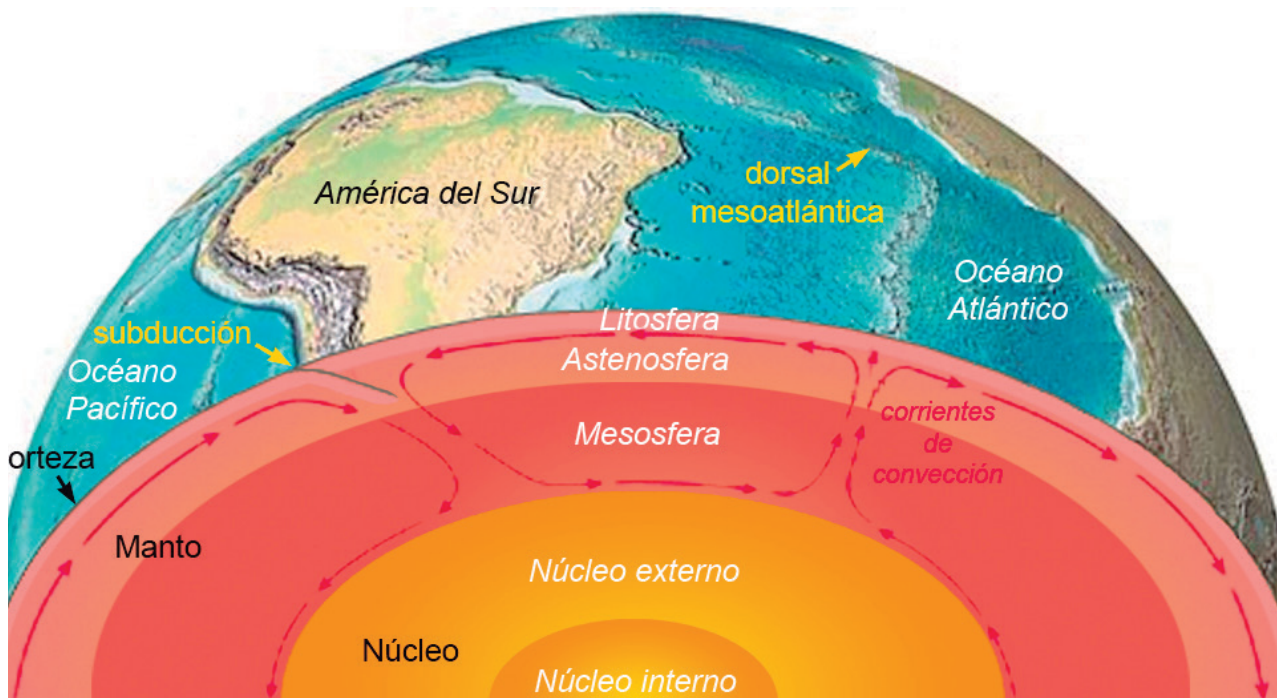 América del Sur
dorsal
mesoatlántica
Océano
Atlántico
subducción
Océano
Pacífico
Litosfera
Astenosfera
Mesosfera
corrientes
de
convección
orteza
Manto
Núcleo externo
Núcleo
Núcleo interno